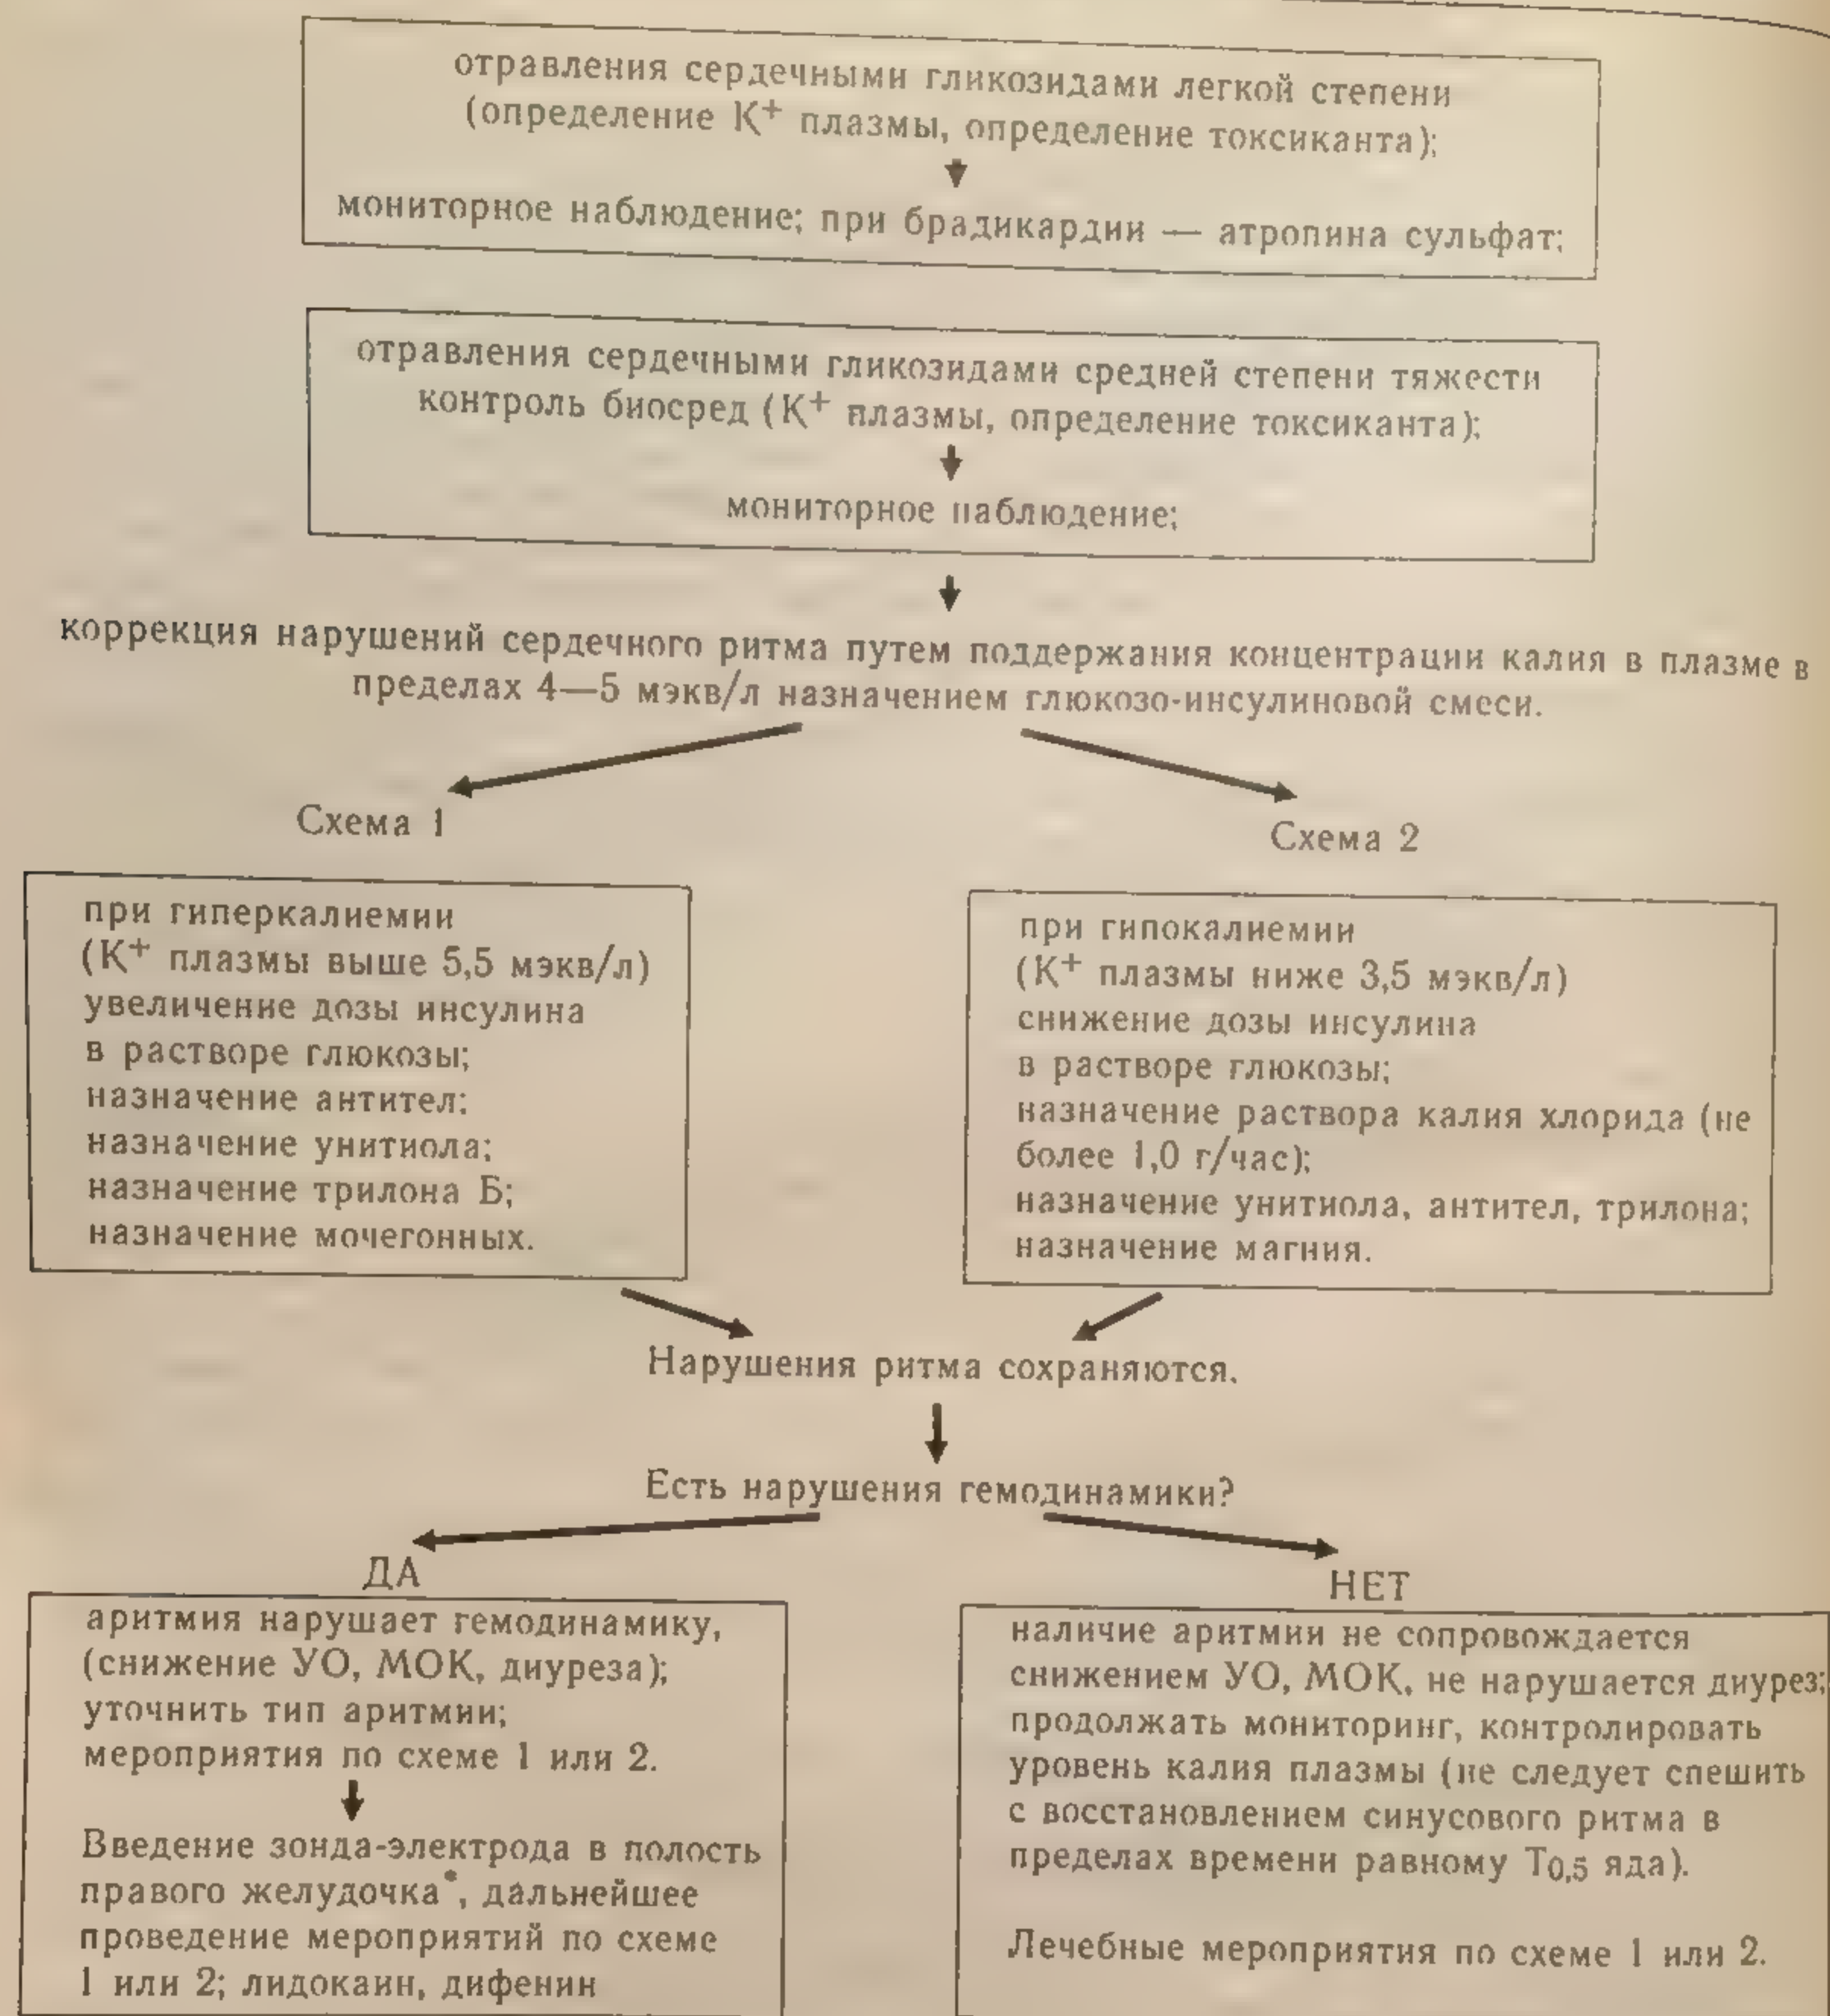 отравления сердечными гликозидами легкой степени
(определение К+ плазмы, определение токсиканта);
мониторное наблюдение; при брадикардии — атропина сульфат;
отравления сердечными гликозидами средней степени тяжести
контроль биосред (К+ плазмы, определение токсиканта);
мониторное наблюдение;
коррекция нарушений сердечного ритма путем поддержания концентрации калия в плазме в
пределах 4—5 мэкв/л назначением глюкозо-инсулиновой смеси.
Схема 1
при гиперкалиемии
(К+ плазмы выше 5,5 мэкв/л)
увеличение дозы инсулина
в растворе глюкозы;
назначение антител;
назначение унитиола;
назначение трилона Б;
назначение мочегонных.
Схема 2
при гипокалиемии
(К+ плазмы ниже 3,5 мэкв/л)
снижение дозы инсулина
в растворе глюкозы;
назначение раствора калия хлорида (не
более 1,0 г/час);
назначение унитиола, антител, трилона;
назначение магния.
Нарушения ритма сохраняются.
Есть нарушения гемодинамики?
ДА
аритмия нарушает гемодинамику,
(снижение УО, МОК, диуреза);
уточнить тип аритмии;
мероприятия по схеме 1 или 2.
Введение зонда-электрода в полость
правого желудочка*, дальнейшее
проведение мероприятий по схеме
1 или 2; лидокаин, дифенин
НЕТ
наличие аритмии не сопровождается
снижением УО, МОК, не нарушается диурез;
продолжать мониторинг, контролировать
уровень калия плазмы (не следует спешить
с восстановлением синусового ритма в
пределах времени равному Т0,5 яда).
Лечебные мероприятия по схеме 1 или 2.